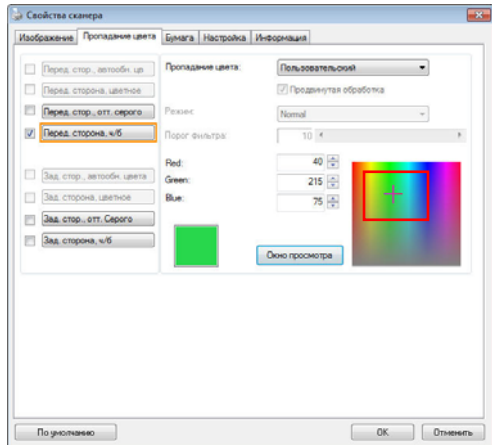 Свойства сканера
Изображение Пропадание цвета Бумага Настройка Информация
Перед. стор., автообн. цв
Перед. сторона, цветное
Перед. стор., отт. серого
Перед. сторона, ч/б
Зад. стор., автообн. цвета
Зад. сторона, цветное
Зад. стор., отт. Серого
Зад. сторона, ч/б
Пропадание цвета: Пользовательский
Продвинутая обработка
Режим: Normal
Порог фильтра: 10
Red: 40
Green: 215
Blue: 75
Окно просмотра
По умолчанию OK Отменить